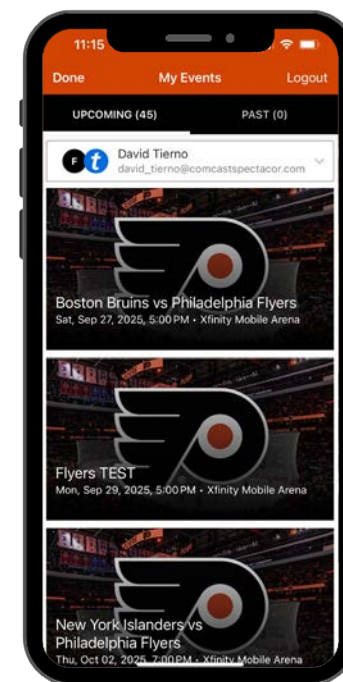 11:15
Done My Events Logout
UPCOMING (45) PAST (0)
F t David Tierno
david_tierno@comcastspectacor.com
Boston Bruins vs Philadelphia Flyers
Sat, Sep 27, 2025, 5:00 PM • Xfinity Mobile Arena
Flyers TEST
Mon, Sep 29, 2025, 5:00 PM • Xfinity Mobile Arena
New York Islanders vs
Philadelphia Flyers
Thu, Oct 02, 2025, 7:00 PM • Xfinity Mobile Arena